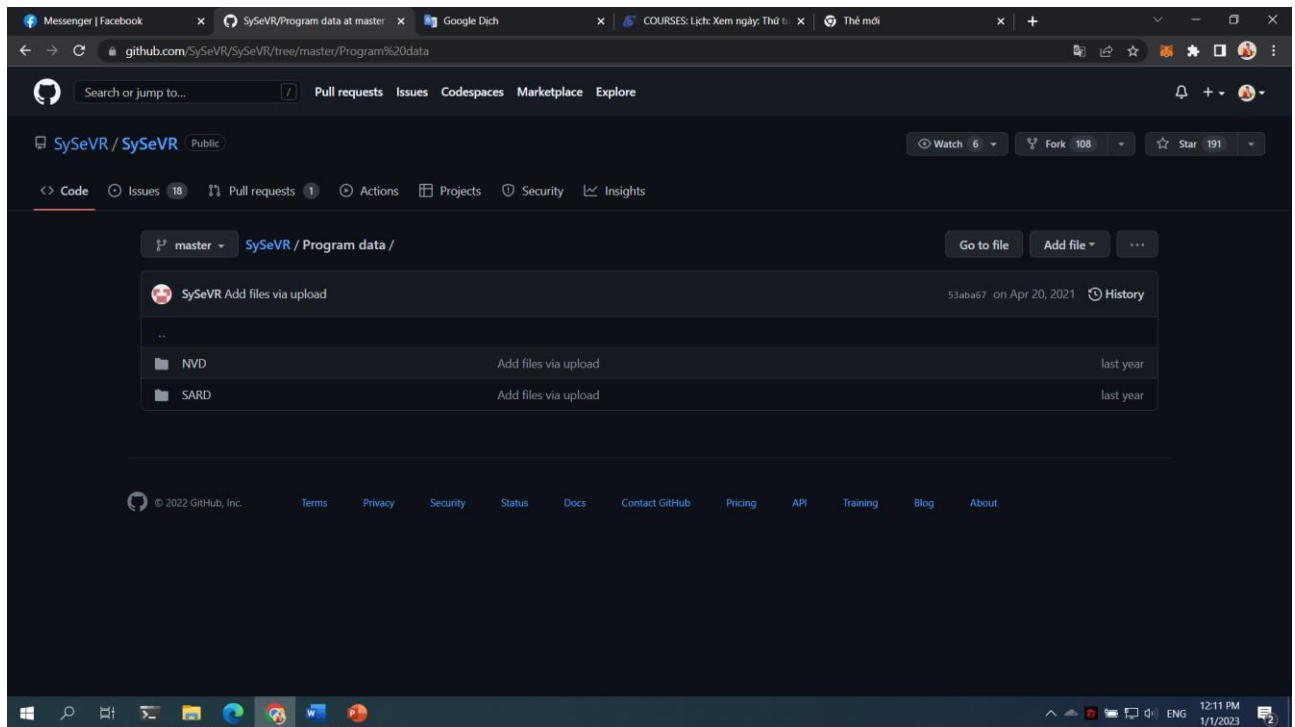 Messenger | Facebook
SySeVR/Program data at master
Google Dịch
COURSES: Lịch: Xem ngày: Thứ t
Thẻ mới
github.com/SySeVR/SySeVR/tree/master/Program%20data
Search or jump to... / Pull requests Issues Codespaces Marketplace Explore
SySeVR / SySeVR Public Watch 6 Fork 108 Star 191
Code Issues 18 Pull requests 1 Actions Projects Security Insights
master SySeVR / Program data / Go to file Add file
SySeVR Add files via upload 53aba67 on Apr 20, 2021 History
..
NVD Add files via upload last year
SARD Add files via upload last year
© 2022 GitHub, Inc. Terms Privacy Security Status Docs Contact GitHub Pricing API Training Blog About
ENG 12:11 PM
1/1/2023
2